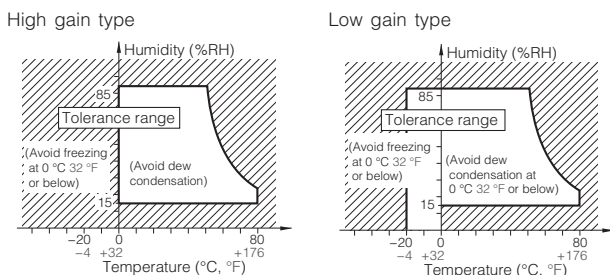 High gain type
Humidity (%RH)
85
Tolerance range
(Avoid freezing
at 0 °C 32 °F
or below)
(Avoid dew
condensation)
15
−20 0 80
−4 +32 +176
Temperature (°C, °F)
Low gain type
Humidity (%RH)
85
Tolerance range
(Avoid freezing
at 0 °C 32 °F
or below)
(Avoid dew
condensation at
0 °C 32 °F or below)
15
−20 0 80
−4 +32 +176
Temperature (°C, °F)